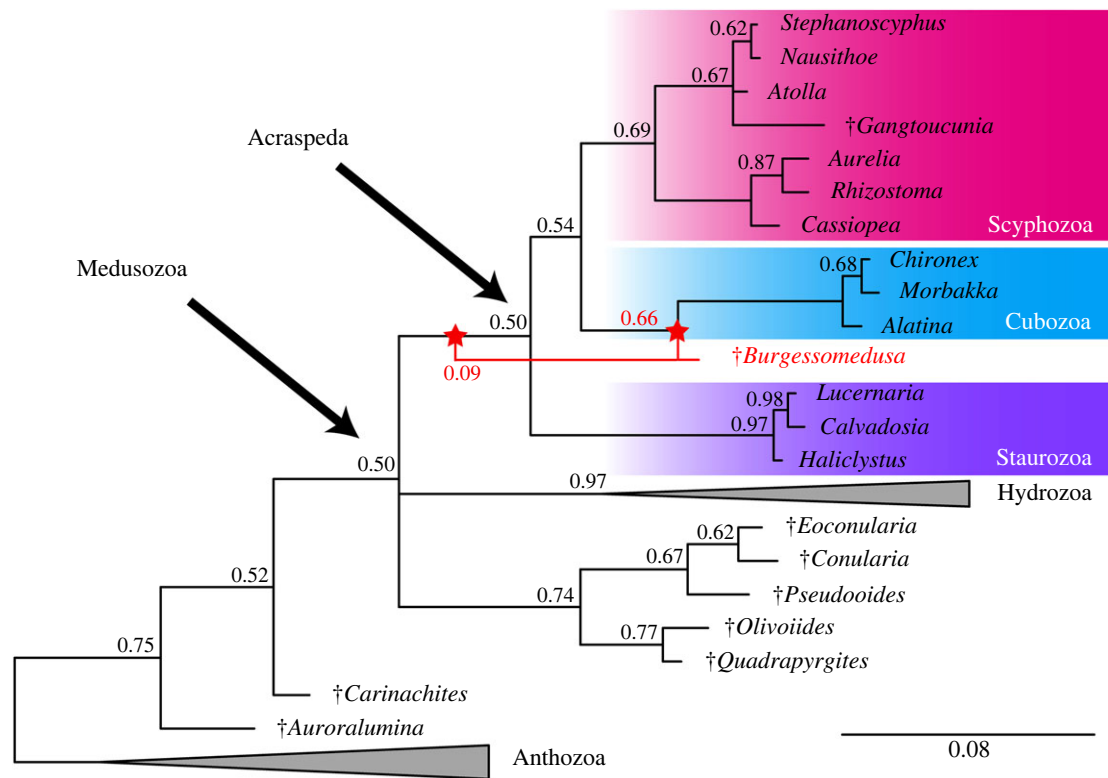 0.62
Stephanoscyphus
Nausithoe
0.67
Atolla
†Gangtoucunia
Acraspeda
0.69
0.87
Aurelia
Rhizostoma
Cassiopea
Scyphozoa
0.54
Medusozoa
0.68
Chironex
Morbakka
Alatina
Cubozoa
0.50
0.66
†Burgessomedusa
0.09
0.98
Lucernaria
0.97
Calvadosia
Haliclystus
Staurozoa
0.50
0.97
Hydrozoa
0.62
†Eoconularia
0.67
†Conularia
†Pseudooides
0.52
0.74
0.77
†Olivoiides
†Quadrapyrgites
0.75
†Carinachites
†Auroralumina
Anthozoa
0.08